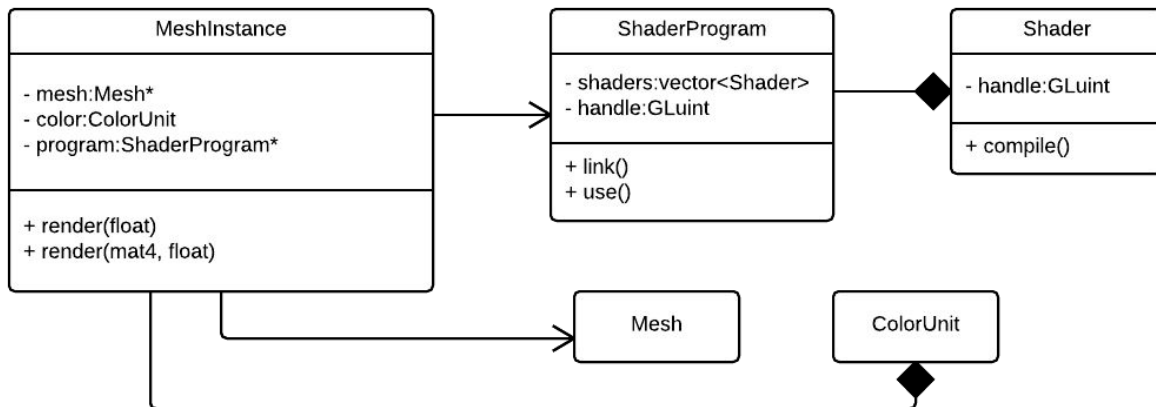 MeshInstance
- mesh:Mesh*
- color:ColorUnit
- program:ShaderProgram*
+ render(float)
+ render(mat4, float)
ShaderProgram
- shaders:vector<Shader>
- handle:GLuint
+ link()
+ use()
Shader
- handle:GLuint
+ compile()
Mesh
ColorUnit